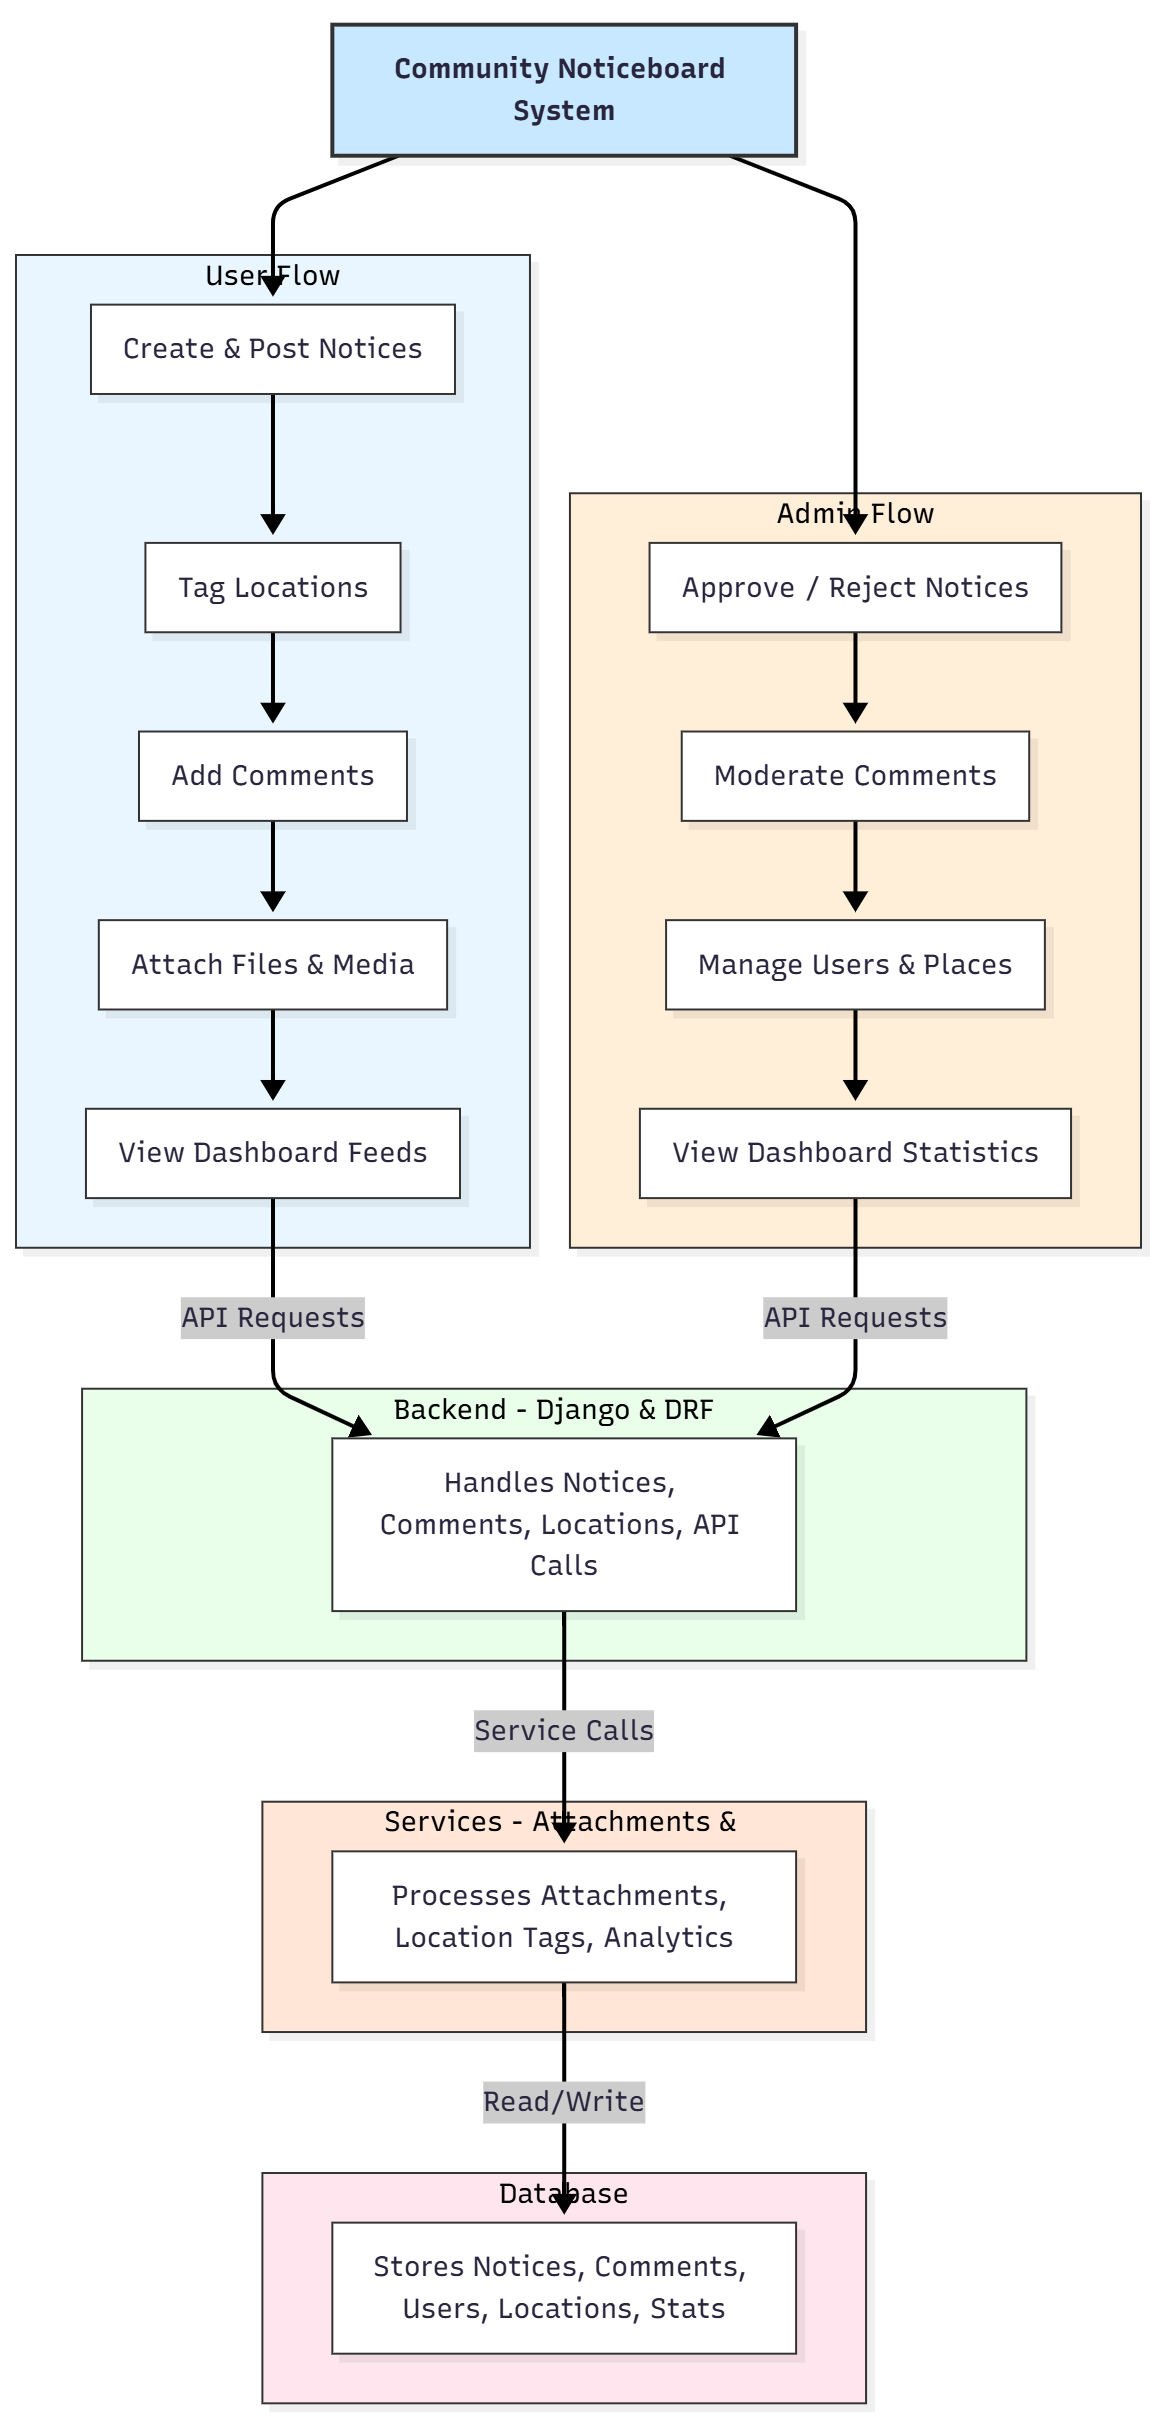 Community Noticeboard
System
User Flow
Create & Post Notices
Tag Locations
Add Comments
Attach Files & Media
View Dashboard Feeds
Admin Flow
Approve / Reject Notices
Moderate Comments
Manage Users & Places
View Dashboard Statistics
API Requests
API Requests
Backend - Django & DRF
Handles Notices,
Comments, Locations, API
Calls
Service Calls
Services - Attachments &
Processes Attachments,
Location Tags, Analytics
Read/Write
Database
Stores Notices, Comments,
Users, Locations, Stats